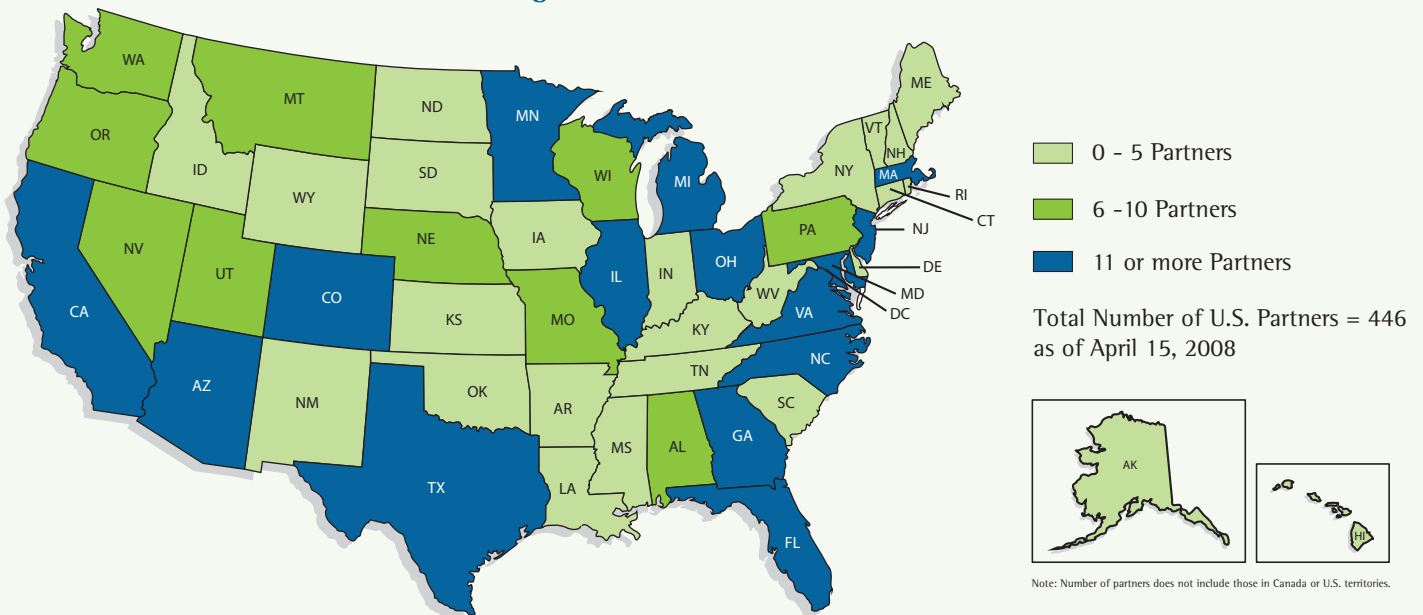 WA
MT
ND
MN
ME
OR
ID
SD
WI
MI
VT
NH
NY
MA
RI
CT
WY
IA
NE
PA
NJ
NV
UT
CO
IL
IN
OH
DE
MD
DC
WV
VA
CA
KS
MO
KY
NC
AZ
NM
OK
AR
TN
SC
MS
AL
GA
TX
LA
FL
0 - 5 Partners
6 -10 Partners
11 or more Partners
Total Number of U.S. Partners = 446
as of April 15, 2008
AK
HI
Note: Number of partners does not include those in Canada or U.S. territories.